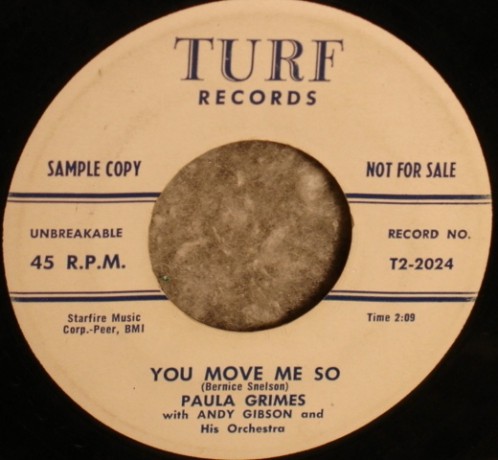 TURF
RECORDS
SAMPLE COPY
NOT FOR SALE
UNBREAKABLE
RECORD NO.
45 R.P.M.
T2-2024
Starfire Music
Corp.-Peer, BMI
Time 2:09
YOU MOVE ME SO
(Bernice Snelson)
PAULA GRIMES
with ANDY GIBSON and
His Orchestra